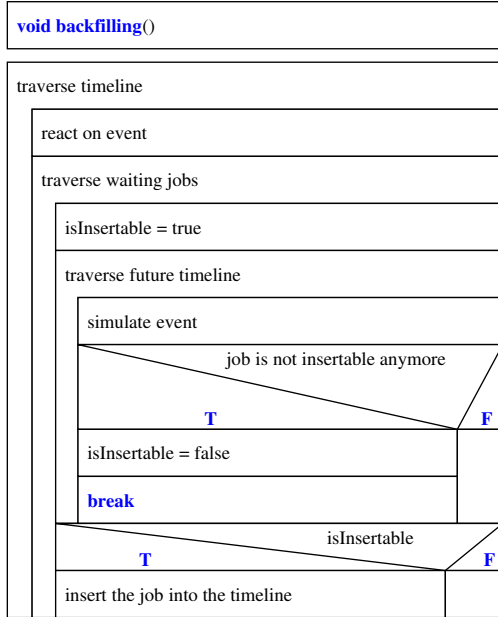 void backfilling()
traverse timeline
react on event
traverse waiting jobs
isInsertable = true
traverse future timeline
simulate event
job is not insertable anymore
T F
isInsertable = false
break
isInsertable
T F
insert the job into the timeline